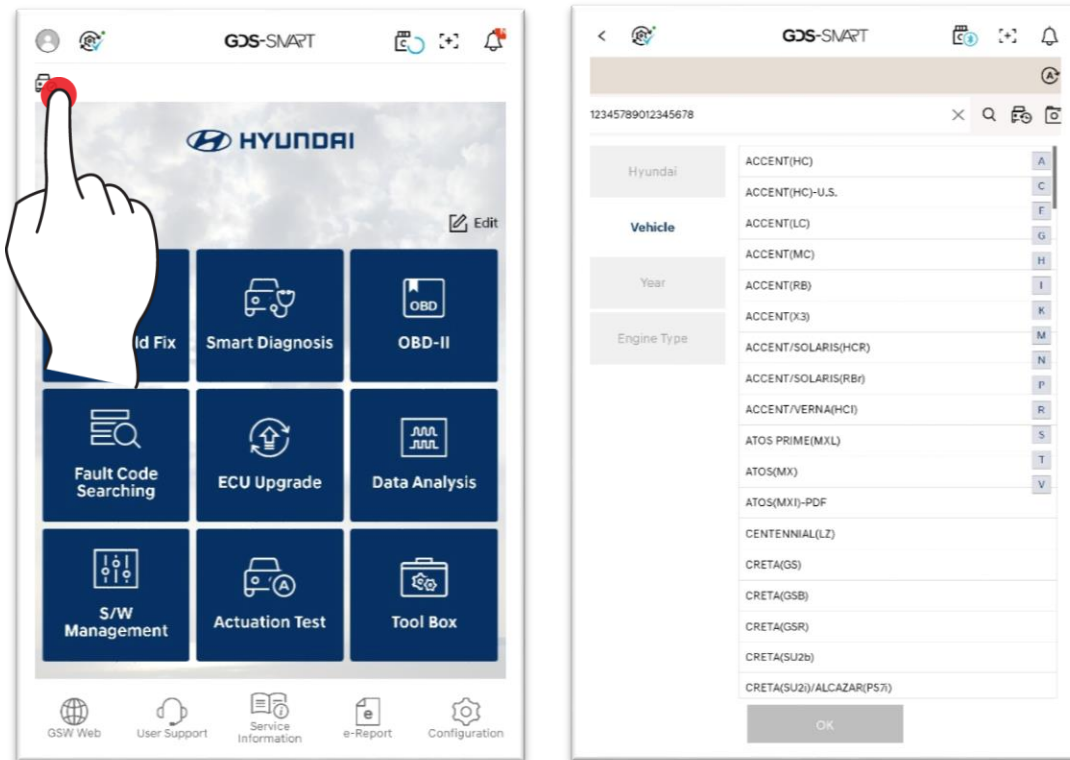 GDS-SMART
HYUNDAI
Edit
ld Fix
Smart Diagnosis
OBD
OBD-II
Fault Code
Searching
ECU Upgrade
Data Analysis
S/W
Management
A
Actuation Test
Tool Box
GSW Web
User Support
Service
Information
e
e-Report
Configuration
<
GDS-SMART
A
12345789012345678
Hyundai
Vehicle
Year
Engine Type
ACCENT(HC)
ACCENT(HC)-U.S.
ACCENT(LC)
ACCENT(MC)
ACCENT(RB)
ACCENT(X3)
ACCENT/SOLARIS(HCR)
ACCENT/SOLARIS(RBr)
ACCENT/VERNA(HCI)
ATOS PRIME(MXL)
ATOS(MX)
ATOS(MXI)-PDF
CENTENNIAL(LZ)
CRETA(GS)
CRETA(GSB)
CRETA(GSR)
CRETA(SU2b)
CRETA(SU2i)/ALCAZAR(PS7i)
A
C
F
G
H
I
K
M
N
P
R
S
T
V
OK